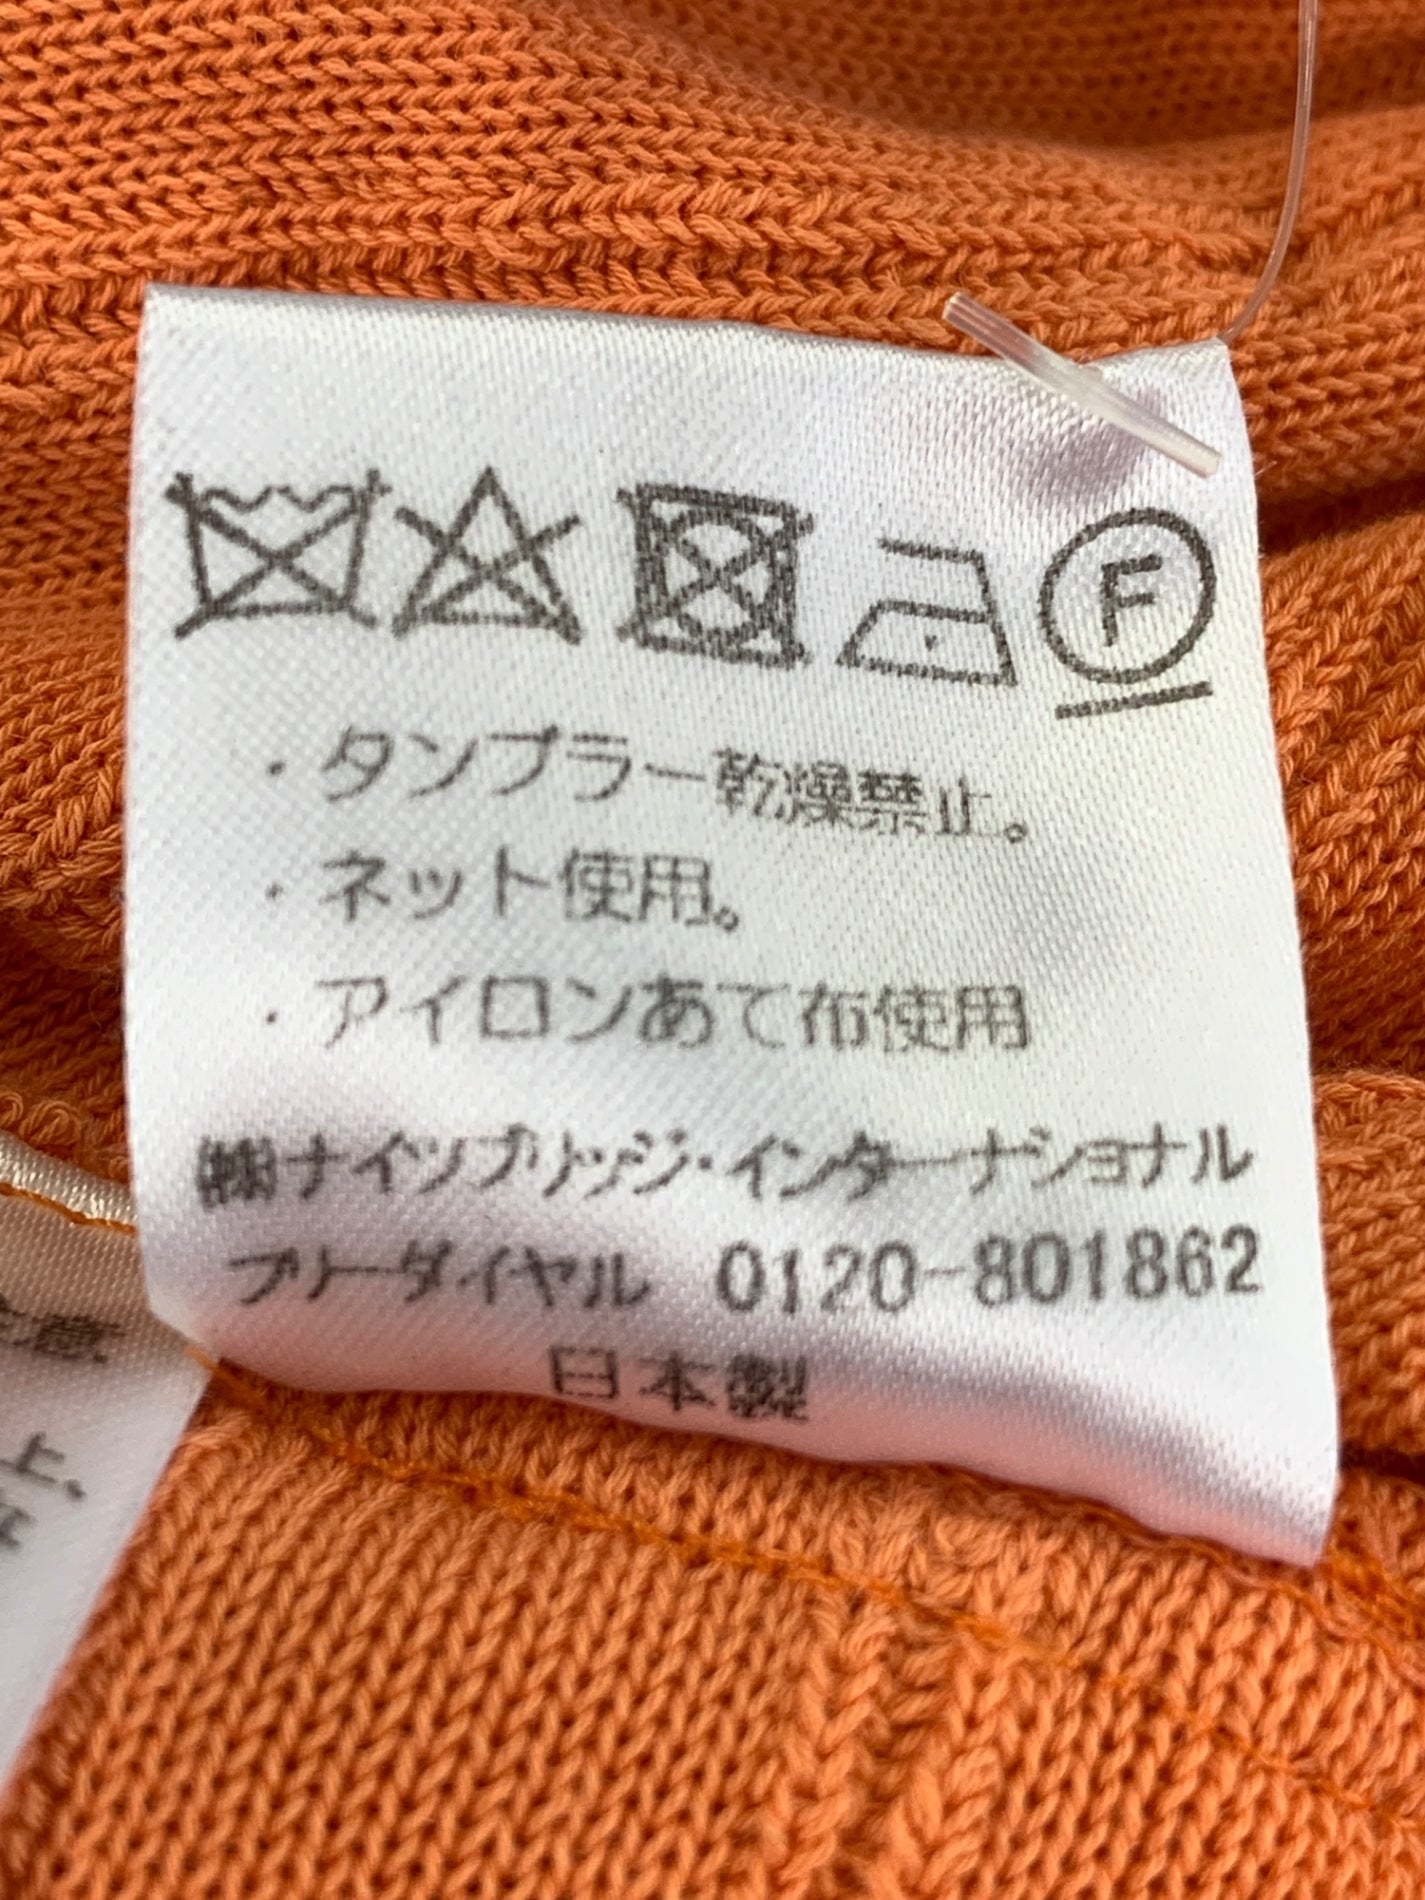 F
・タンブラー乾燥禁止。
・ネット使用。
・アイロンあて布使用
㈱ナイツブリッジ・インターナショナル
フリーダイヤル 0120-801862
日本製
意
上、